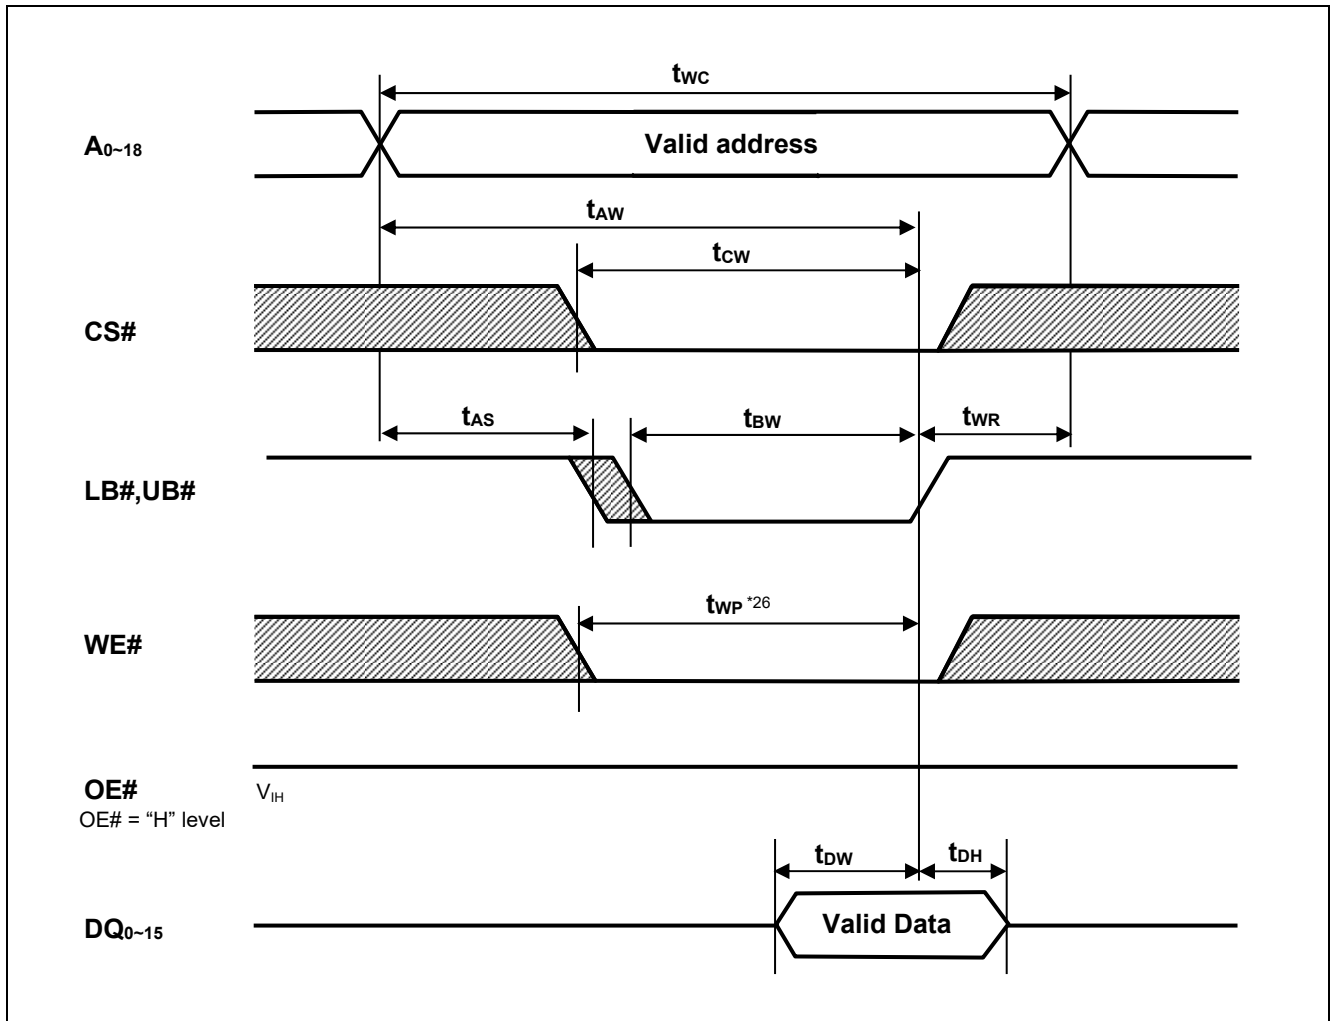 tWC
A0~18
Valid address
tAW
tCW
CS#
tAS
tBW
tWR
LB#,UB#
tWP *26
WE#
OE#
VIH
OE# = “H” level
tDW
tDH
DQ0~15
Valid Data